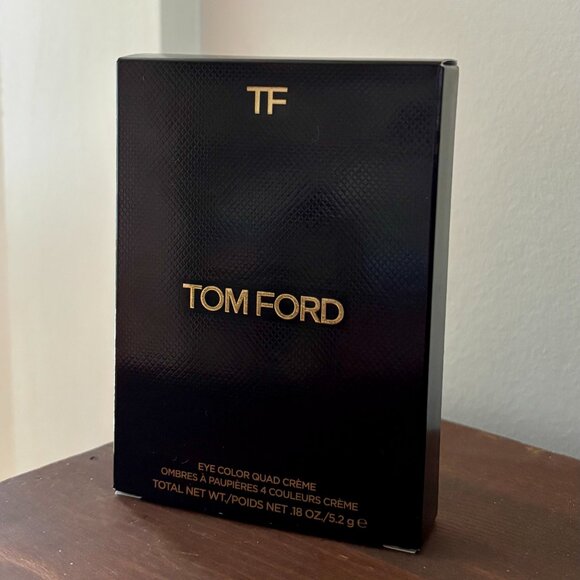 TF
TOM FORD
EYE COLOR QUAD CRÈME
OMBRES À PAUPIÈRES 4 COULEURS CRÈME
TOTAL NET WT./POIDS NET .18 OZ./5.2 g ℮